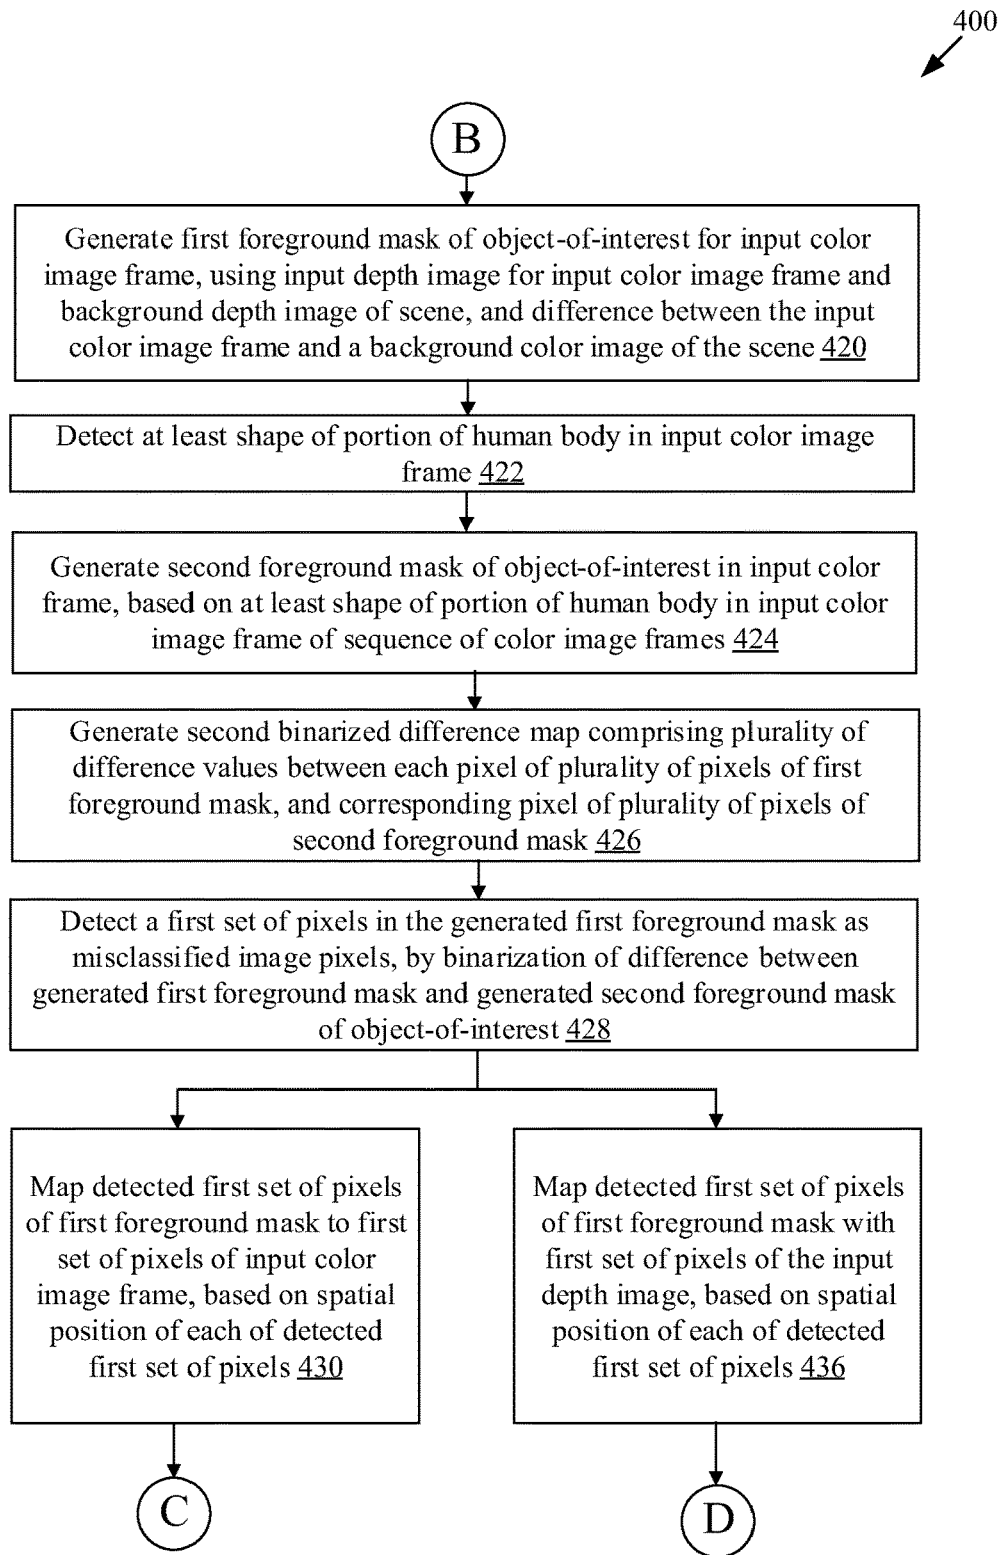 400
B
Generate first foreground mask of object-of-interest for input color
image frame, using input depth image for input color image frame and
background depth image of scene, and difference between the input
color image frame and a background color image of the scene 420
Detect at least shape of portion of human body in input color image
frame 422
Generate second foreground mask of object-of-interest in input color
frame, based on at least shape of portion of human body in input color
image frame of sequence of color image frames 424
Generate second binarized difference map comprising plurality of
difference values between each pixel of plurality of pixels of first
foreground mask, and corresponding pixel of plurality of pixels of
second foreground mask 426
Detect a first set of pixels in the generated first foreground mask as
misclassified image pixels, by binarization of difference between
generated first foreground mask and generated second foreground mask
of object-of-interest 428
Map detected first set of pixels
of first foreground mask to first
set of pixels of input color
image frame, based on spatial
position of each of detected
first set of pixels 430
Map detected first set of pixels
of first foreground mask with
first set of pixels of the input
depth image, based on spatial
position of each of detected
first set of pixels 436
C
D